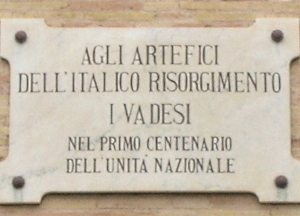 AGLI ARTEFICI
DELL'ITALICO RISORGIMENTO
I VADESI
NEL PRIMO CENTENARIO
DELL'UNITÀ NAZIONALE